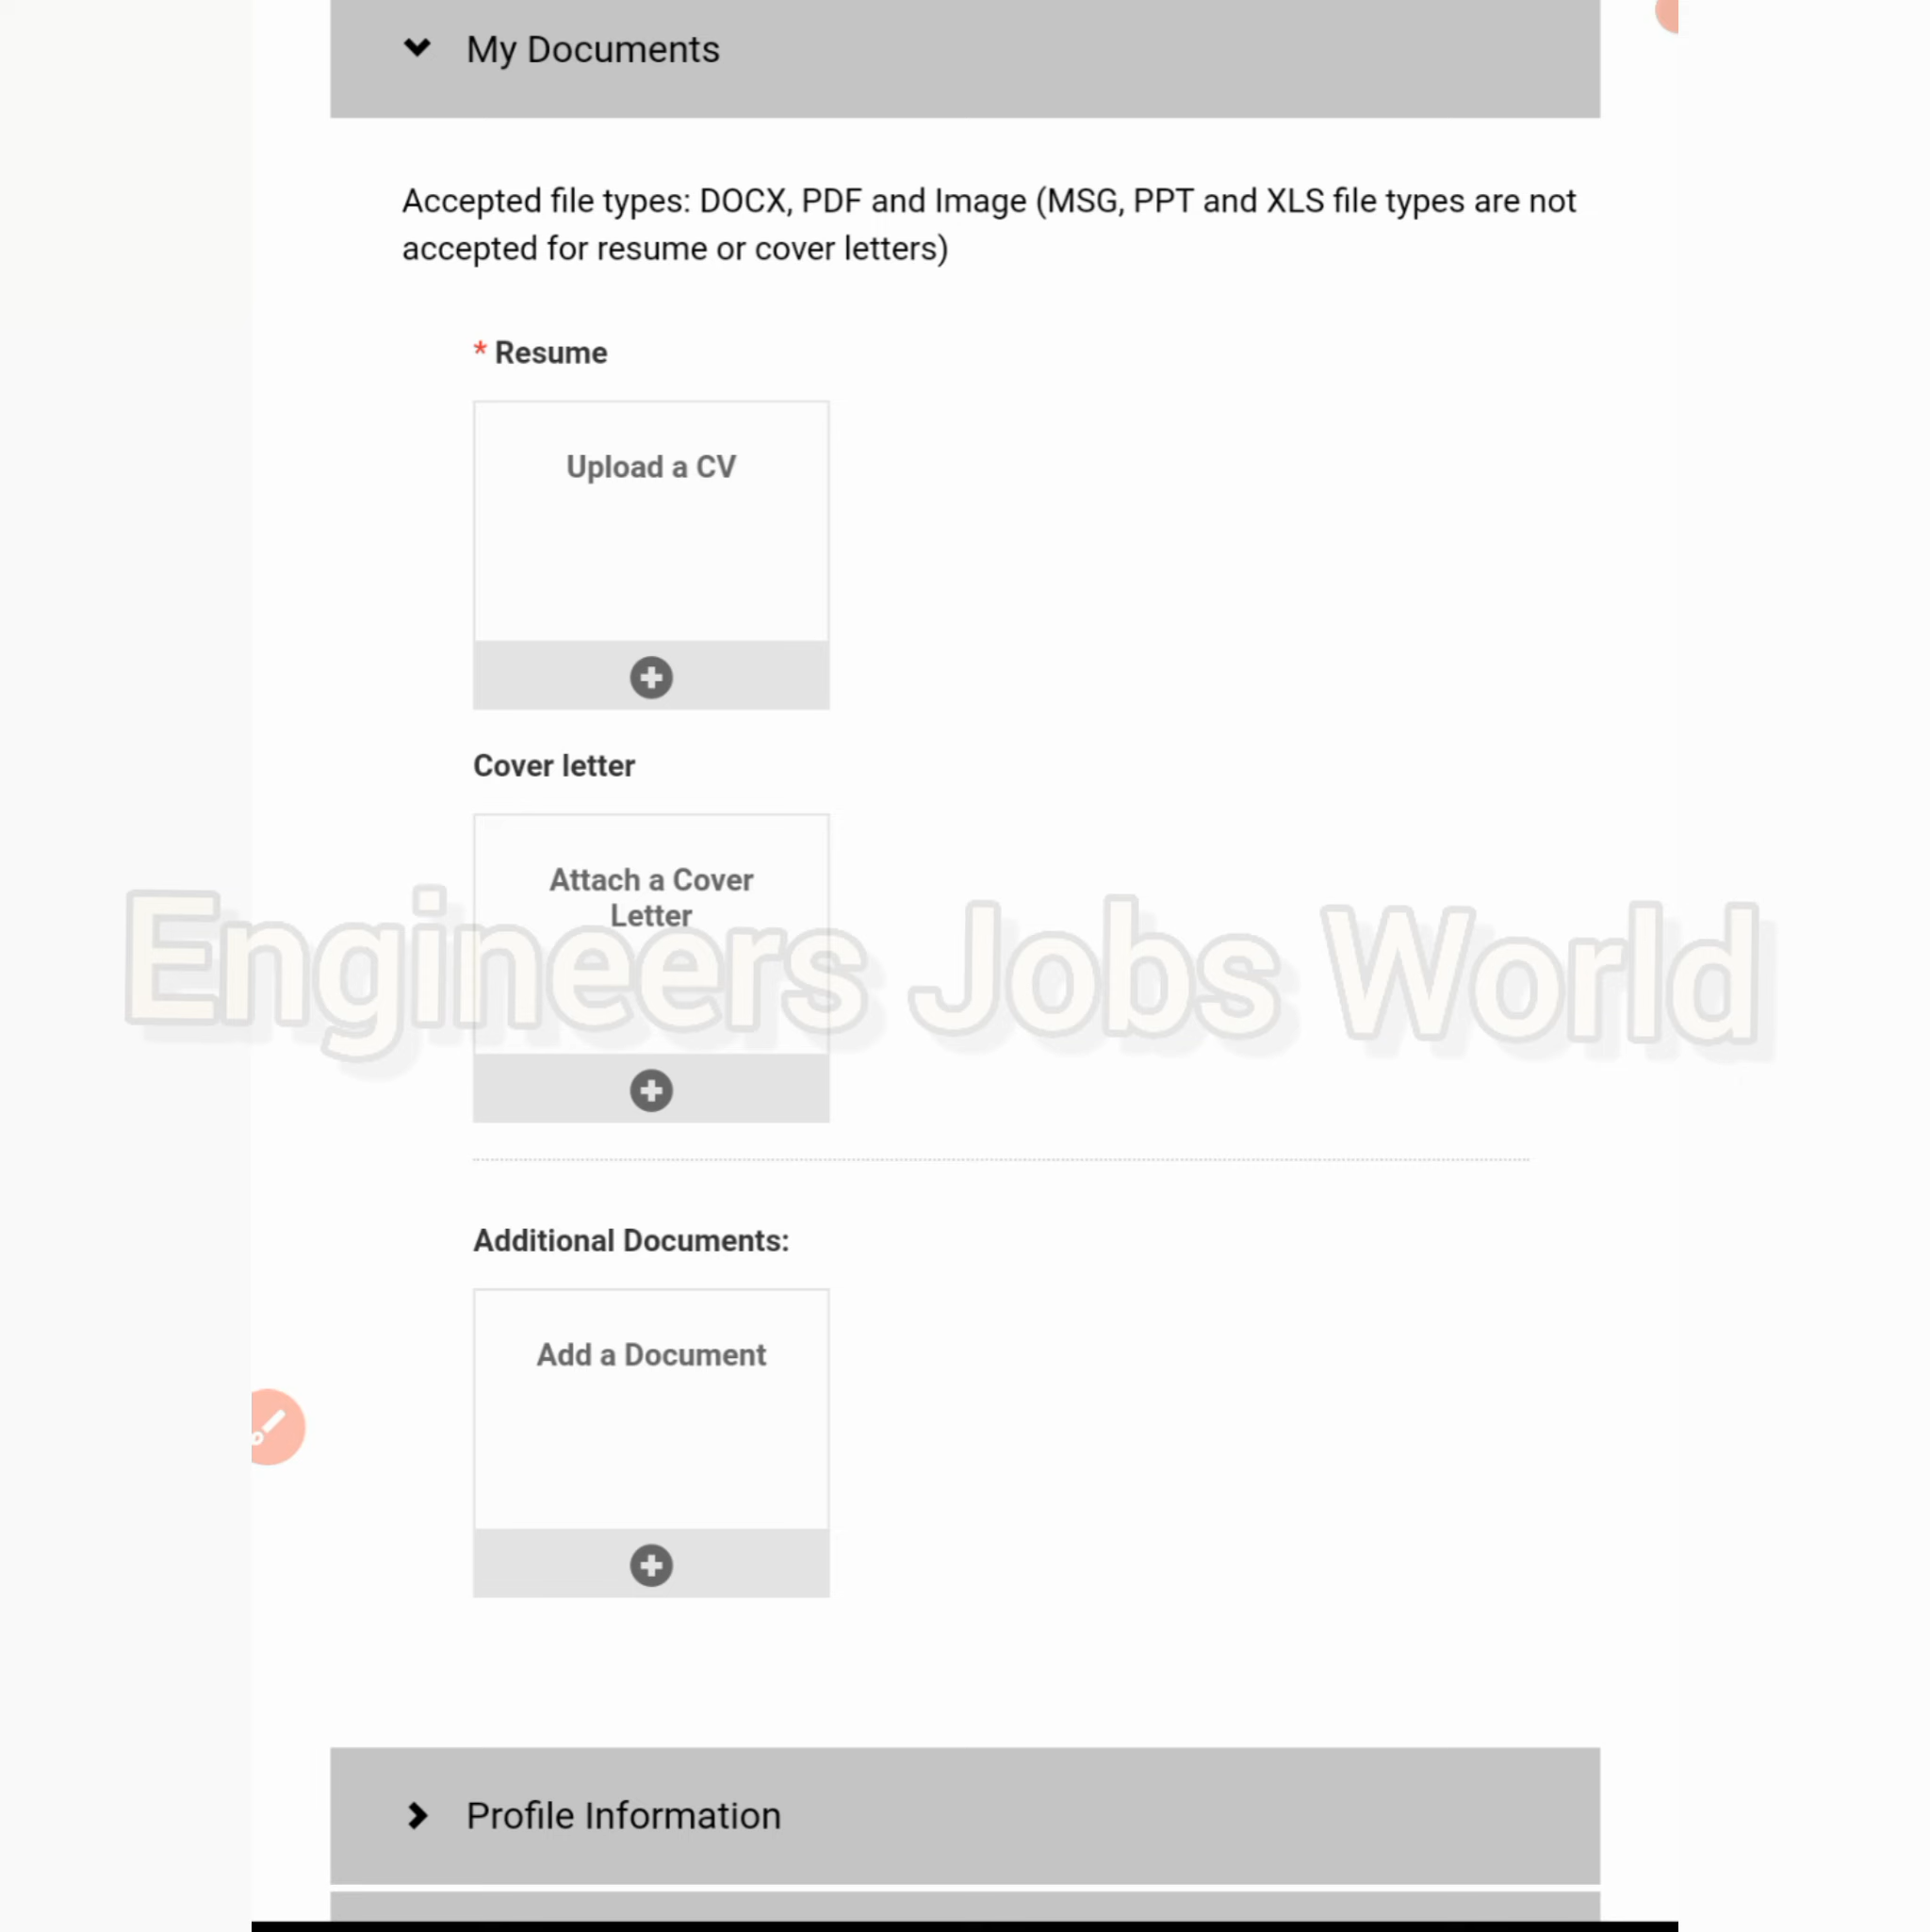 My Documents
Accepted file types: DOCX, PDF and Image (MSG, PPT and XLS file types are not
accepted for resume or cover letters)
* Resume
Upload a CV
Cover letter
Attach a Cover
Letter
Engineers Jobs World
Additional Documents:
Add a Document
Profile Information